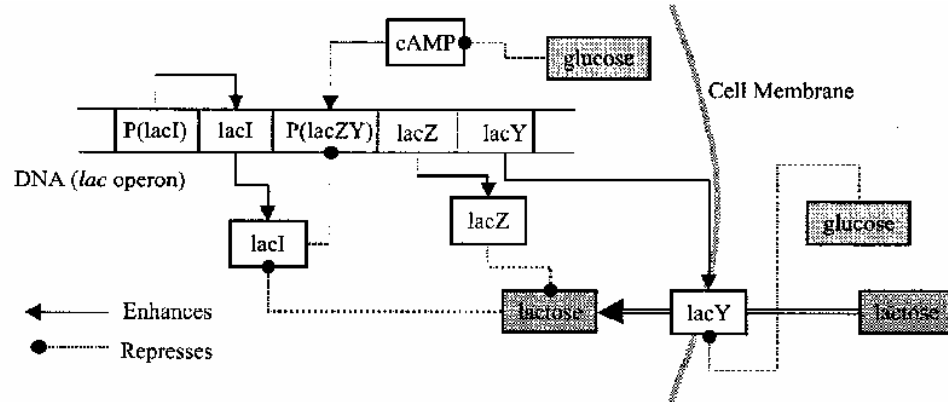 cAMP
glucose
Cell Membrane
P(lacI) lacI P(lacZY) lacZ lacY
DNA (lac operon)
lacI
lacZ
glucose
lactose
lacY
lactose
Enhances
Represses